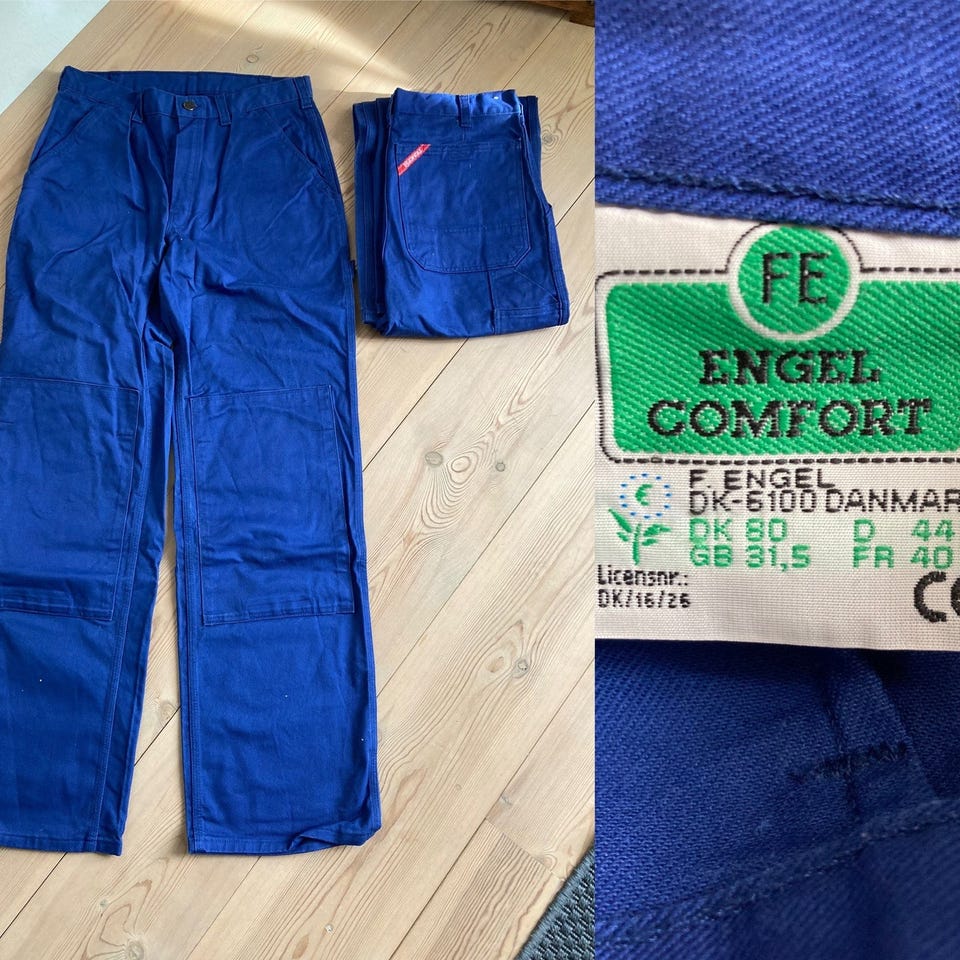 FE
ENGEL
COMFORT
F. ENGEL
DK-6100 DANMAR
DK 80 D 44
GB 31,5 FR 40
Licensnr.:
DK/16/26
CE